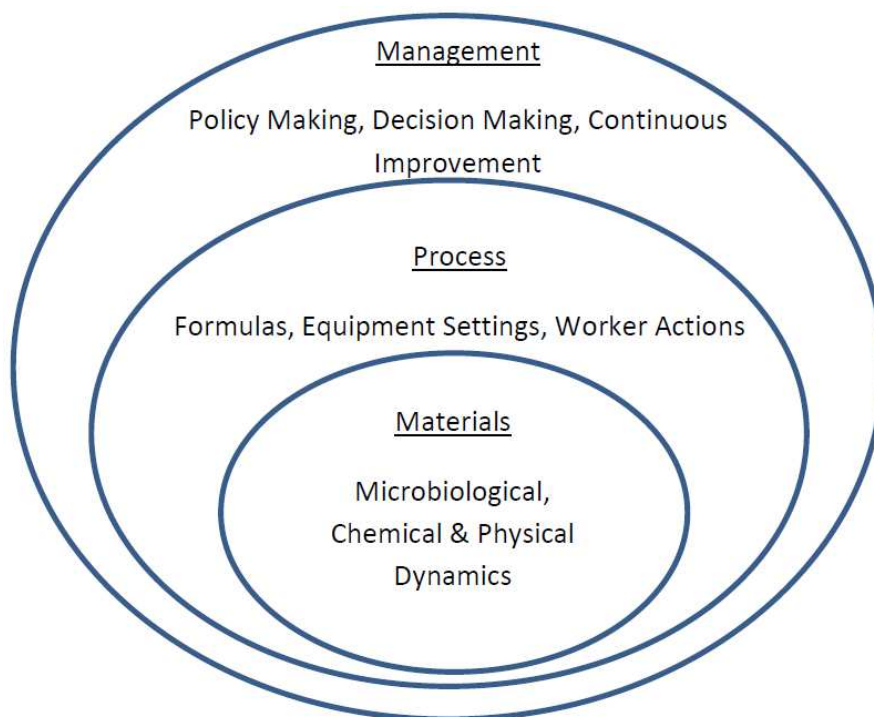 Management
Policy Making, Decision Making, Continuous
Improvement
Process
Formulas, Equipment Settings, Worker Actions
Materials
Microbiological,
Chemical & Physical
Dynamics